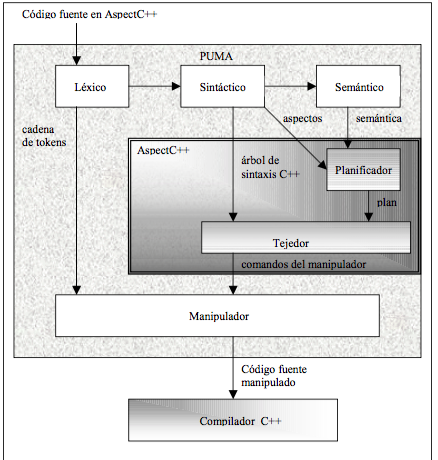 Código fuente en AspectC++
PUMA
Léxico
Sintáctico
Semántico
cadena
de tokens
aspectos
semántica
AspectC++
árbol de
sintaxis C++
Planificador
plan
Tejedor
comandos del manipulador
Manipulador
Código fuente
manipulado
Compilador C++